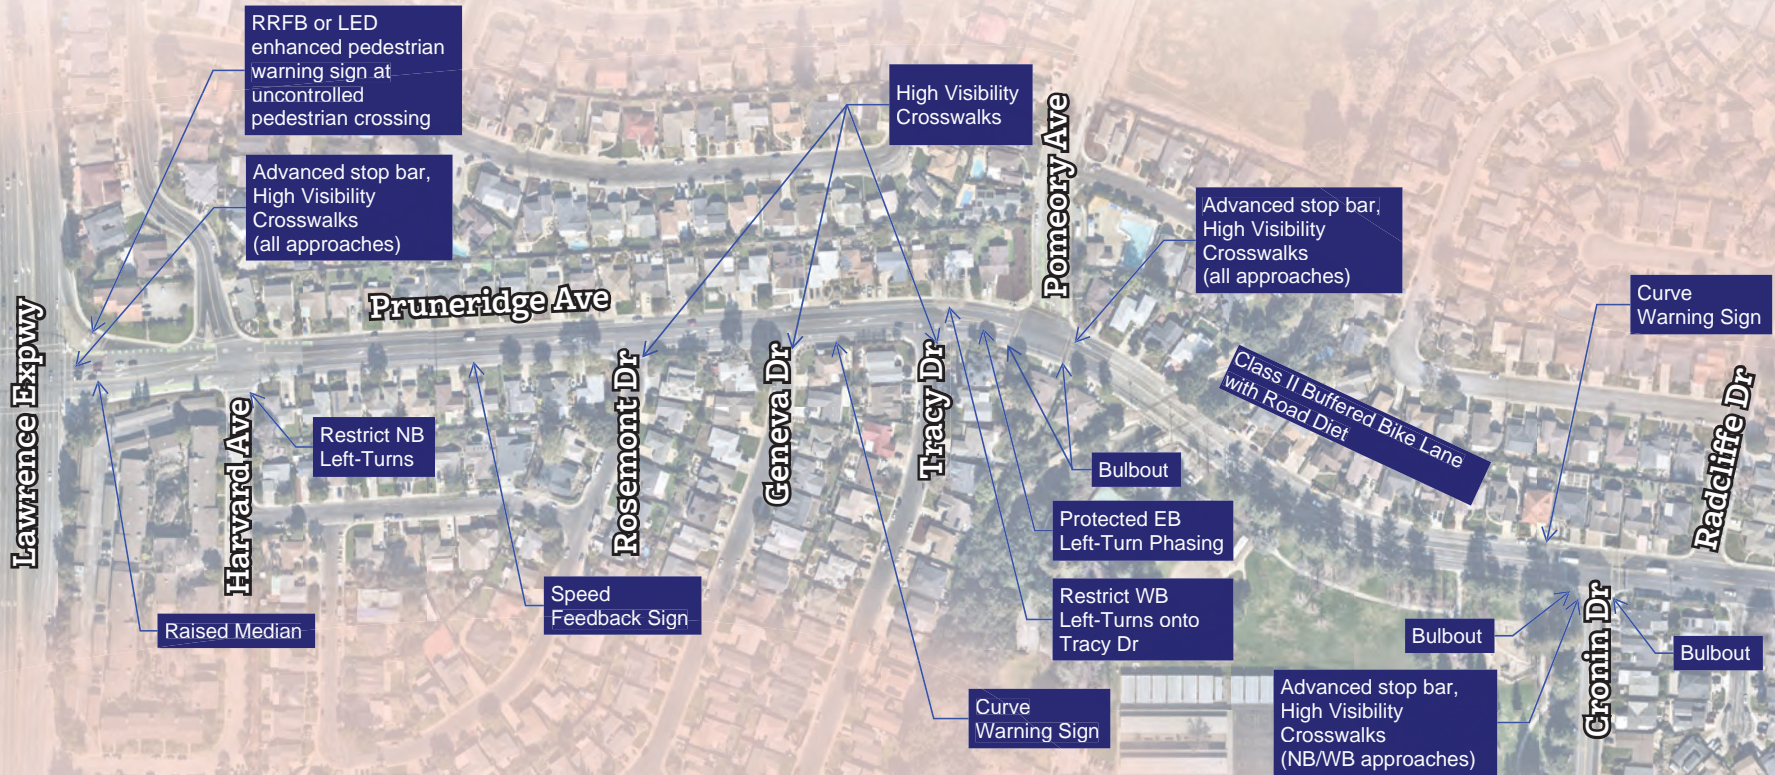 RRFB or LED
enhanced pedestrian
warning sign at
uncontrolled
pedestrian crossing
Advanced stop bar,
High Visibility
Crosswalks
(all approaches)
High Visibility
Crosswalks
Pomeory Ave
Advanced stop bar,
High Visibility
Crosswalks
(all approaches)
Curve
Warning Sign
Pruneridge Ave
Lawrence Expwy
Harvard Ave
Restrict NB
Left-Turns
Rosemont Dr
Geneva Dr
Tracy Dr
Class II Buffered Bike Lane
with Road Diet
Radcliffe Dr
Bulbout
Protected EB
Left-Turn Phasing
Restrict WB
Left-Turns onto
Tracy Dr
Speed
Feedback Sign
Raised Median
Curve
Warning Sign
Bulbout
Cronin Dr
Bulbout
Advanced stop bar,
High Visibility
Crosswalks
(NB/WB approaches)